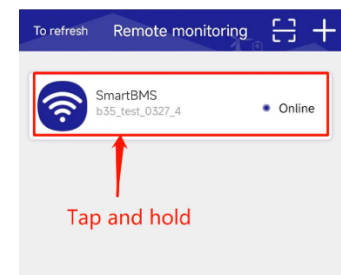 To refresh Remote monitoring
SmartBMS
b35_test_0327_4
Online
Tap and hold